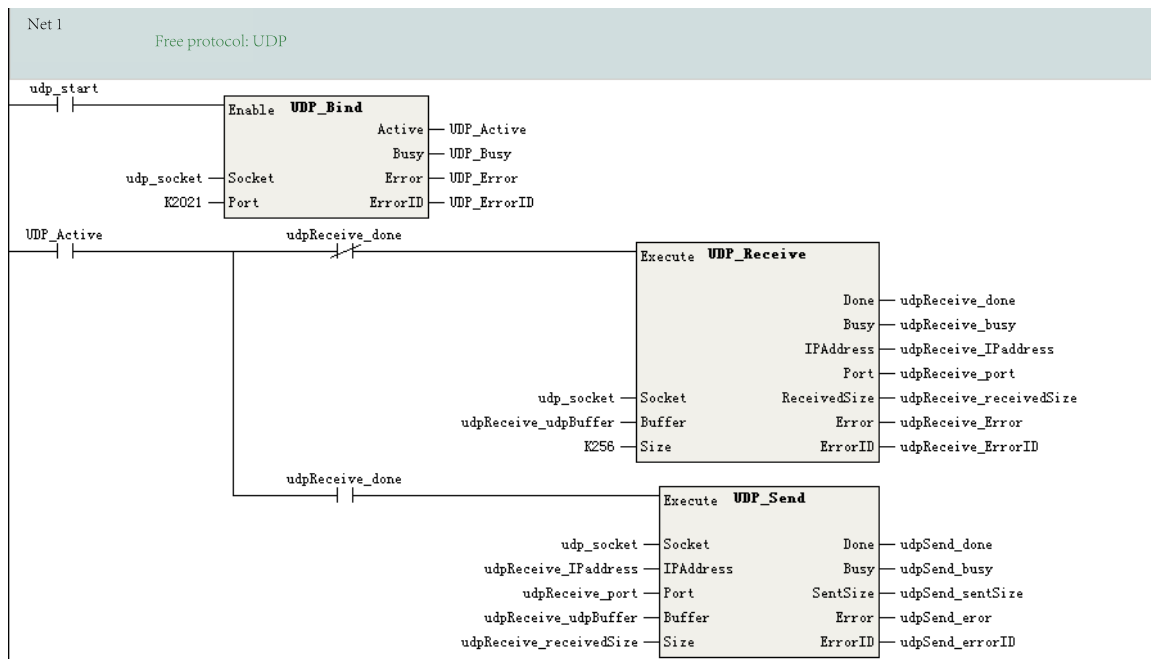 Net 1
Free protocol: UDP
udp_start
Enable UDP_Bind
Active UDP_Active
Busy UDP_Busy
udp_socket Socket Error UDP_Error
K2021 Port ErrorID UDP_ErrorID
UDP_Active udpReceive_done
Execute UDP_Receive
Done udpReceive_done
Busy udpReceive_busy
IPAddress udpReceive_IPaddress
Port udpReceive_port
udp_socket Socket ReceivedSize udpReceive_receivedSize
udpReceive_udpBuffer Buffer Error udpReceive_Error
K256 Size ErrorID udpReceive_ErrorID
udpReceive_done
Execute UDP_Send
udp_socket Socket Done udpSend_done
udpReceive_IPaddress IPAddress Busy udpSend_busy
udpReceive_port Port SentSize udpSend_sentSize
udpReceive_udpBuffer Buffer Error udpSend_eror
udpReceive_receivedSize Size ErrorID udpSend_errorID